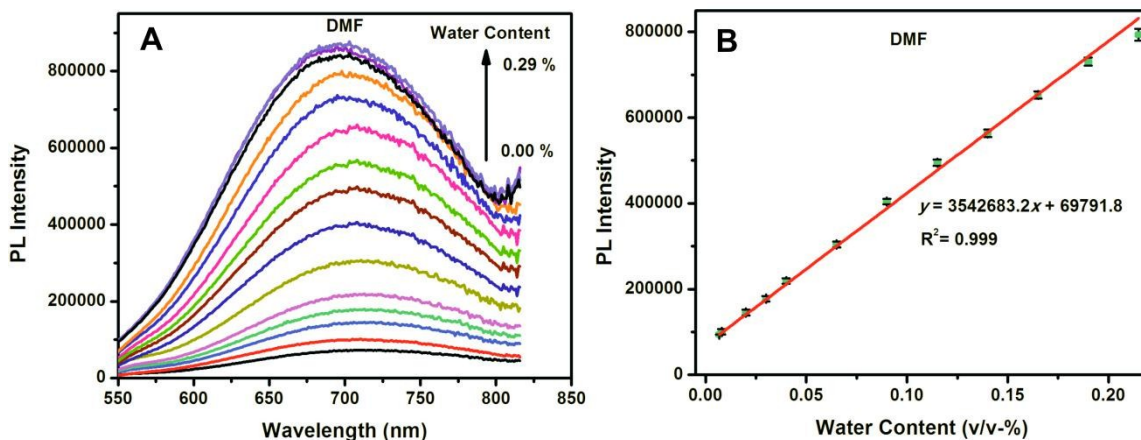 A
DMF
Water Content
0.29 %
0.00 %
PL Intensity
800000
600000
400000
200000
0
550 600 650 700 750 800 850
Wavelength (nm)
B
DMF
y = 3542683.2x + 69791.8
R²= 0.999
PL Intensity
800000
600000
400000
200000
0
0.00 0.05 0.10 0.15 0.20
Water Content (v/v-%)